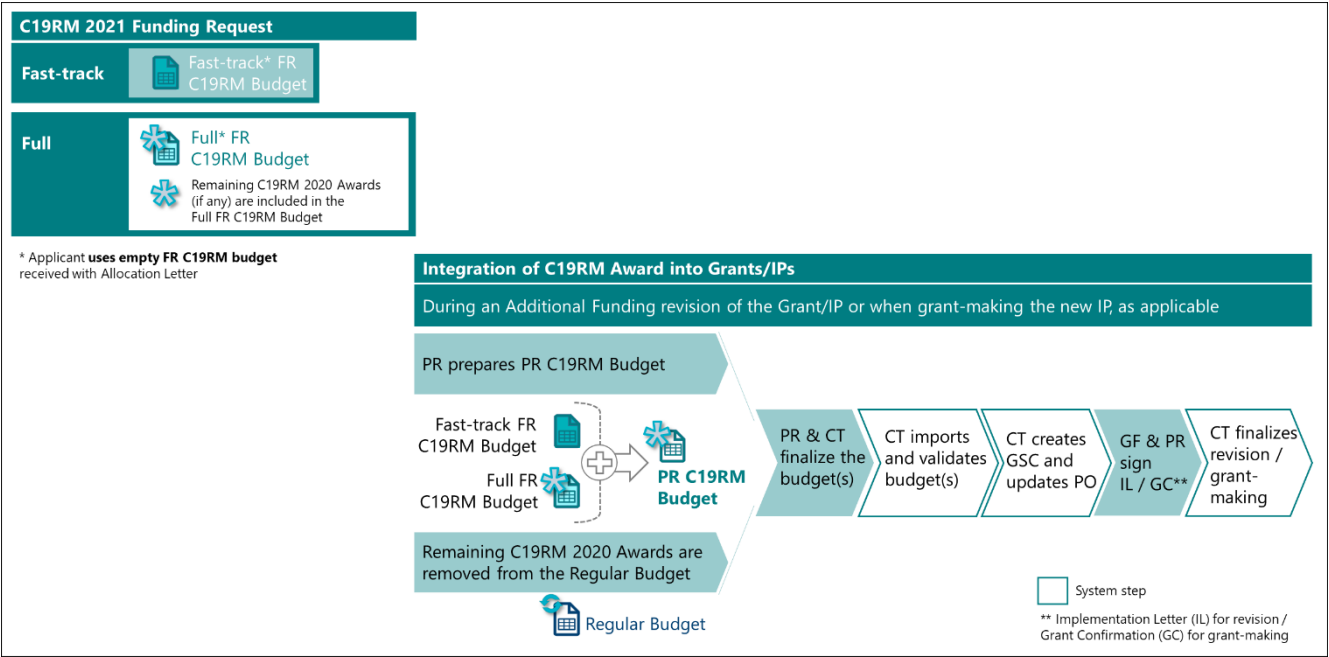 C19RM 2021 Funding Request
Fast-track
Fast-track* FR
C19RM Budget
Full
Full* FR
C19RM Budget
Remaining C19RM 2020 Awards
(if any) are included in the
Full FR C19RM Budget
* Applicant uses empty FR C19RM budget
received with Allocation Letter
Integration of C19RM Award into Grants/IPs
During an Additional Funding revision of the Grant/IP or when grant-making the new IP, as applicable
PR prepares PR C19RM Budget
Fast-track FR
C19RM Budget
Full FR
C19RM Budget
PR C19RM
Budget
Remaining C19RM 2020 Awards are
removed from the Regular Budget
Regular Budget
PR & CT
finalize the
budget(s)
CT imports
and validates
budget(s)
CT creates
GSC and
updates PO
GF & PR
sign
IL / GC**
CT finalizes
revision /
grant-
making
System step
** Implementation Letter (IL) for revision /
Grant Confirmation (GC) for grant-making